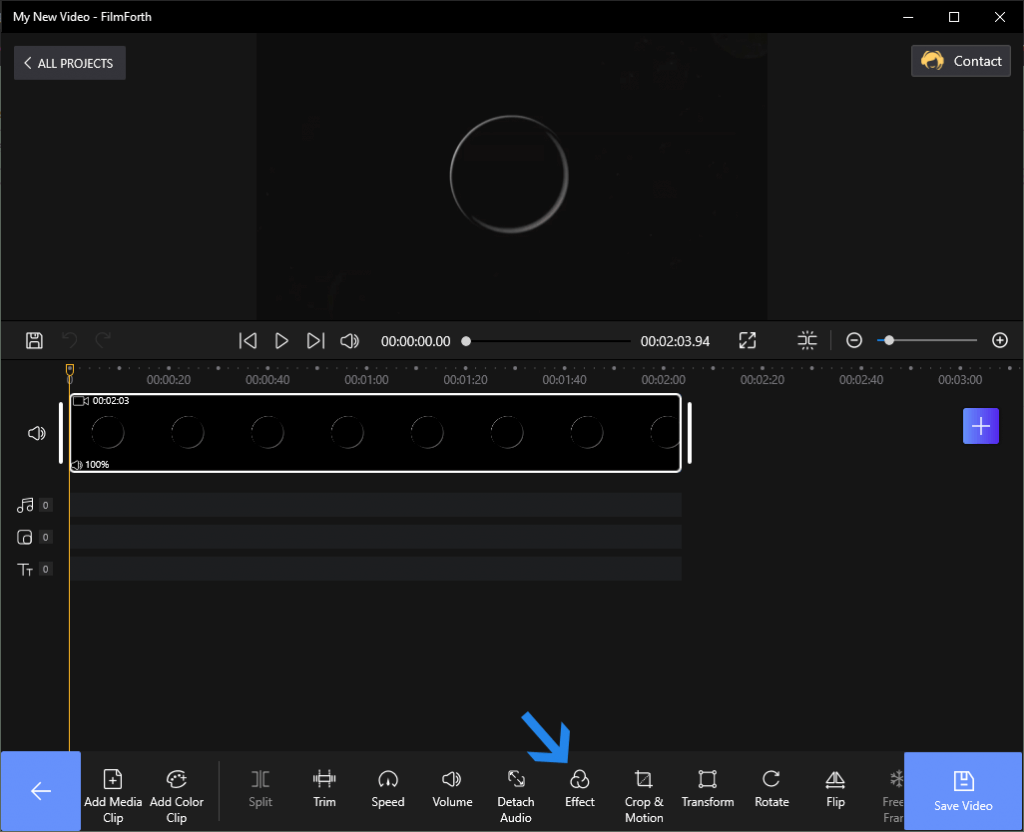 My New Video - FilmForth
ALL PROJECTS
Contact
00:00:00.00
00:02:03.94
0
00:00:20
00:00:40
00:01:00
00:01:20
00:01:40
00:02:00
00:02:20
00:02:40
00:03:00
00:02:03
100%
0
0
TT 0
Add Media
Clip
Add Color
Clip
Split
Trim
Speed
Volume
Detach
Audio
Effect
Crop &
Motion
Transform
Rotate
Flip
Free
Fran
Save Video